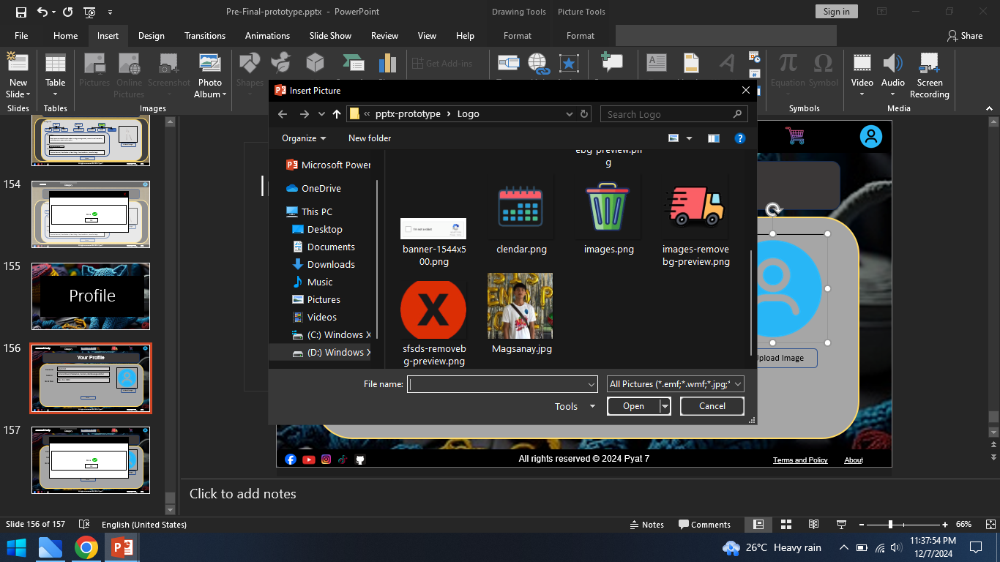 Pre-Final-prototype.pptx - PowerPoint
Drawing Tools
Picture Tools
Sign in
File
Home
Insert
Design
Transitions
Animations
Slide Show
Review
View
Help
Format
Format
Share
New
Slide
Table
Pictures
Online
Pictures
Screenshot
Photo
Album
Shapes
Get Add-ins
Equation
Symbol
Video
Audio
Screen
Recording
Slides
Tables
Images
Symbols
Media
Insert Picture
« pptx-prototype > Logo
Search Logo
Organize
New folder
Microsoft Power
OneDrive
This PC
Desktop
Documents
Downloads
Music
Pictures
Videos
(C:) Windows X
(D:) Windows X
ebg-preview.pn
g
I'm not a robot
banner-1544x5
00.png
clendar.png
images.png
images-remove
bg-preview.png
X
sfsds-removeb
g-preview.png
Magsanay.jpg
File name:
All Pictures (*.emf;*.wmf;*.jpg;*
Tools
Open
Cancel
154
155
Profile
156
Your Profile
157
Upload Image
All rights reserved © 2024 Pyat 7
Terms and Policy
About
Click to add notes
Slide 156 of 157
English (United States)
Notes
Comments
66%
26°C Heavy rain
11:37:54 PM
12/7/2024